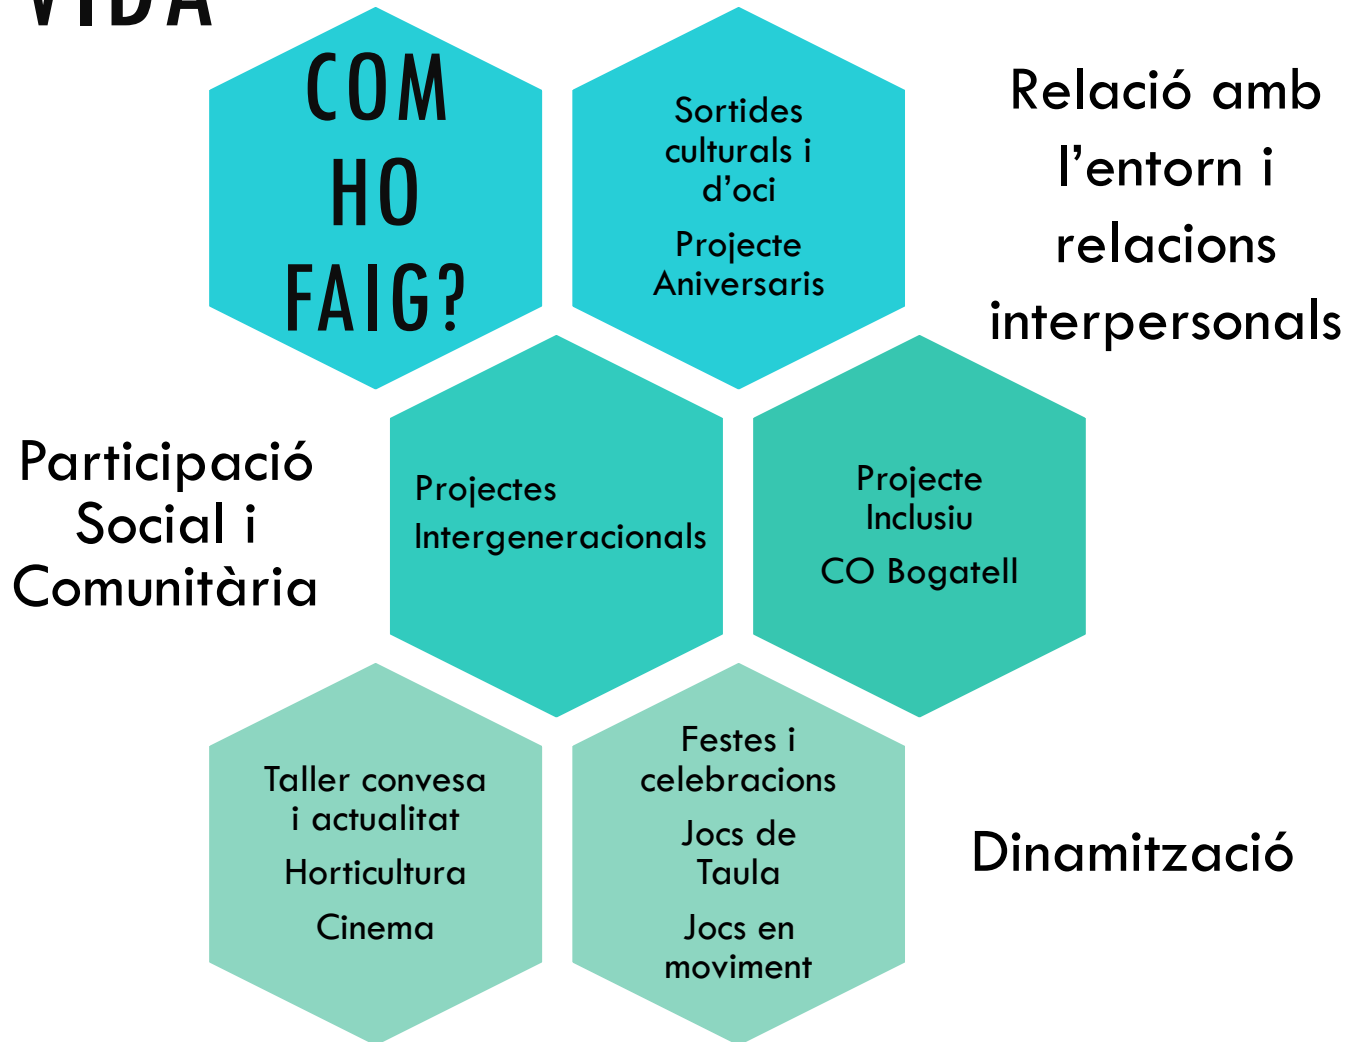 VIDA
COM
HO
FAIG?
Sortides
culturals i
d’oci
Projecte
Aniversaris
Relació amb
l’entorn i
relacions
interpersonals
Participació
Social i
Comunitària
Projectes
Intergeneracionals
Projecte
Inclusiu
CO Bogatell
Taller convesa
i actualitat
Horticultura
Cinema
Festes i
celebracions
Jocs de
Taula
Jocs en
moviment
Dinamització